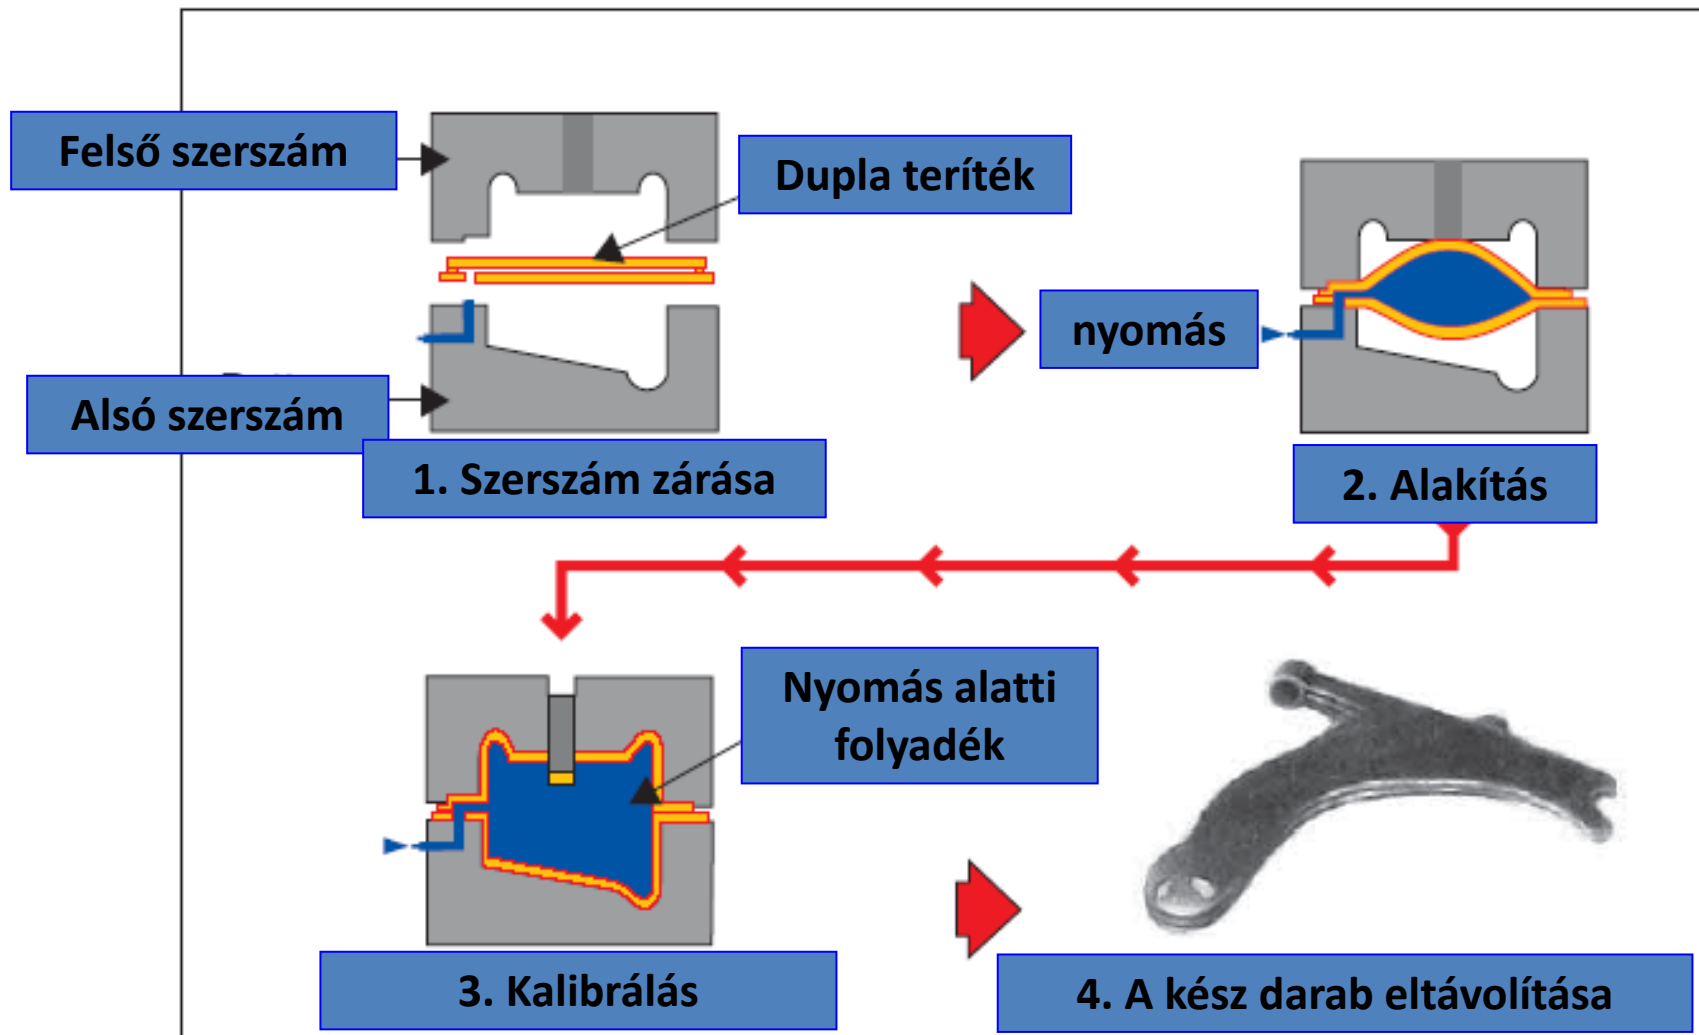 Felső szerszám
Dupla teríték
nyomás
Alsó szerszám
1. Szerszám zárása
2. Alakítás
Nyomás alatti
folyadék
3. Kalibrálás
4. A kész darab eltávolítása